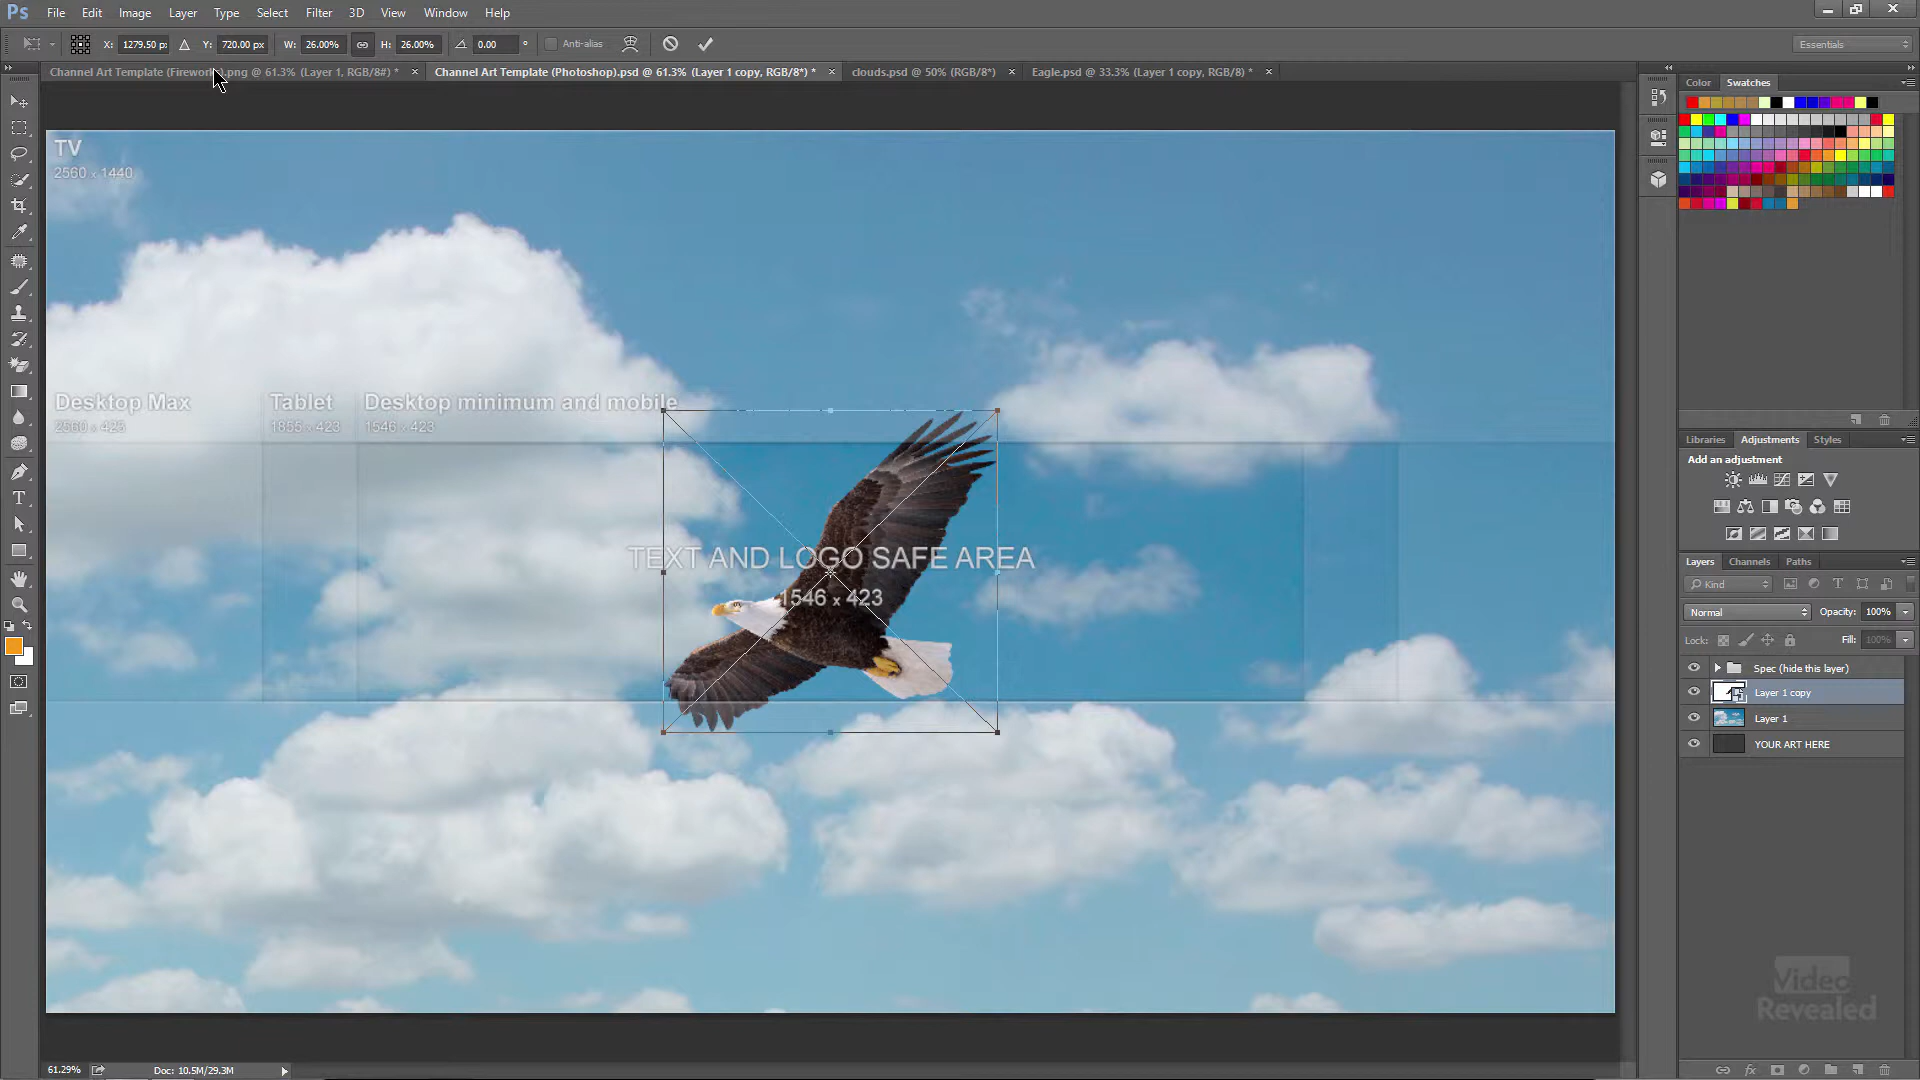 Ps File Edit Image Layer Type Select Filter 3D View Window Help
X: 1279.50 px Y: 720.00 px W: 26.00% H: 26.00% 0.00 ° Anti-alias Essentials
Channel Art Template (Fireworks).png @ 61.3% (Layer 1, RGB/8#) * × Channel Art Template (Photoshop).psd @ 61.3% (Layer 1 copy, RGB/8*) * × clouds.psd @ 50% (RGB/8*) × Eagle.psd @ 33.3% (Layer 1 copy, RGB/8) * ×
Color Swatches
TV
2560 x 1440
Desktop Max Tablet Desktop minimum and mobile
2560 x 423 1855 x 423 1546 x 423
TEXT AND LOGO SAFE AREA
1546 x 423
Libraries Adjustments Styles
Add an adjustment
Layers Channels Paths
Kind
Normal Opacity: 100%
Lock: Fill: 100%
Spec (hide this layer)
Layer 1 copy
Layer 1
YOUR ART HERE
Video
Revealed
61.29% Doc: 10.5M/29.3M